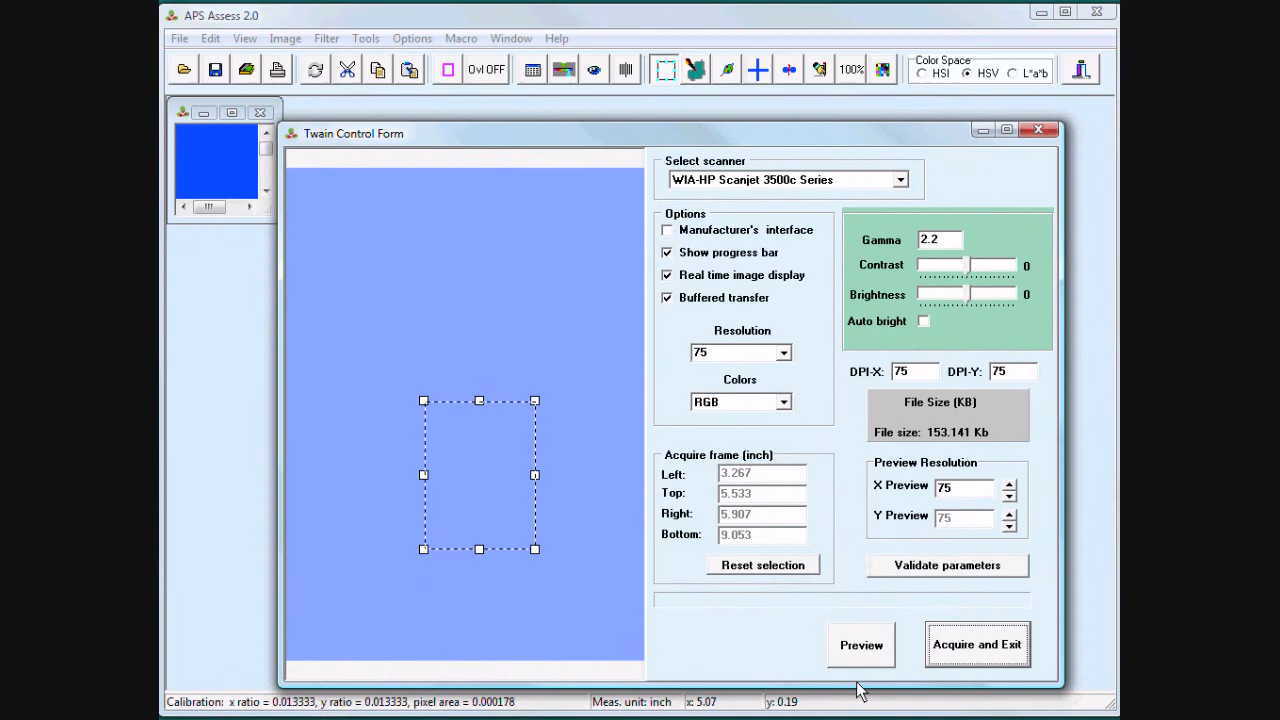 APS Assess 2.0
File Edit View Image Filter Tools Options Macro Window Help
Ovl OFF
100%
Color Space
HSI HSV L*a*b
Twain Control Form
Select scanner
WIA-HP Scanjet 3500c Series
Options
Manufacturer's interface
Show progress bar
Real time image display
Buffered transfer
Resolution
75
Colors
RGB
Gamma 2.2
Contrast 0
Brightness 0
Auto bright
DPI-X: 75 DPI-Y: 75
File Size (KB)
File size: 153.141 Kb
Acquire frame (inch)
Left: 3.267
Top: 5.533
Right: 5.907
Bottom: 9.053
Reset selection
Preview Resolution
X Preview 75
Y Preview 75
Validate parameters
Preview
Acquire and Exit
Calibration: x ratio = 0.013333, y ratio = 0.013333, pixel area = 0.000178 Meas. unit: inch x: 5.07 y: 0.19